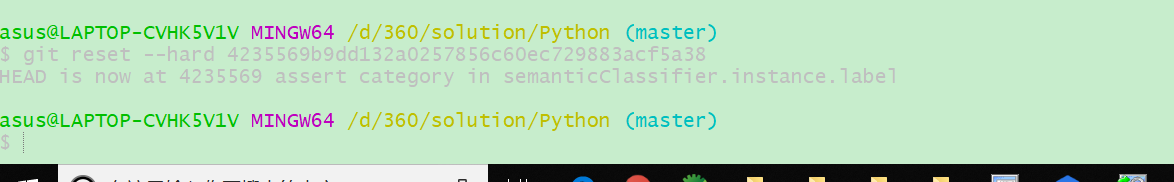 asus@LAPTOP-CVHK5V1V MINGW64 /d/360/solution/Python (master)
$ git reset --hard 4235569b9dd132a0257856c60ec729883acf5a38
HEAD is now at 4235569 assert category in semanticClassifier.instance.label
asus@LAPTOP-CVHK5V1V MINGW64 /d/360/solution/Python (master)
$